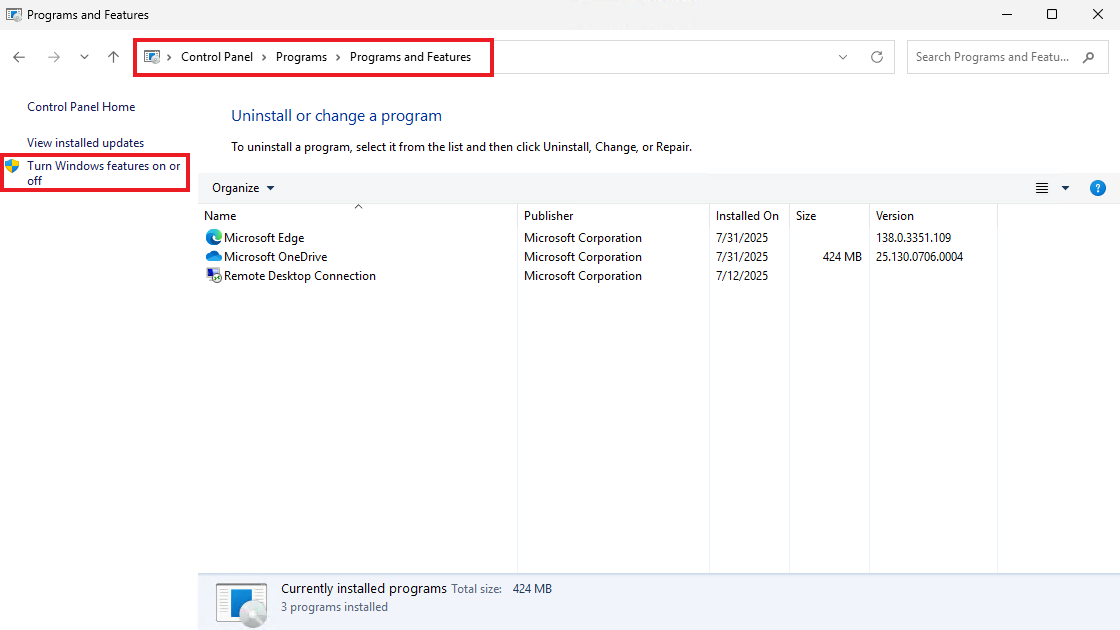 Programs and Features
Control Panel > Programs > Programs and Features
Search Programs and Featu...
Control Panel Home
View installed updates
Turn Windows features on or
off
Uninstall or change a program
To uninstall a program, select it from the list and then click Uninstall, Change, or Repair.
Organize
?
Name Publisher Installed On Size Version
Microsoft Edge Microsoft Corporation 7/31/2025 138.0.3351.109
Microsoft OneDrive Microsoft Corporation 7/31/2025 424 MB 25.130.0706.0004
Remote Desktop Connection Microsoft Corporation 7/12/2025
Currently installed programs Total size: 424 MB
3 programs installed